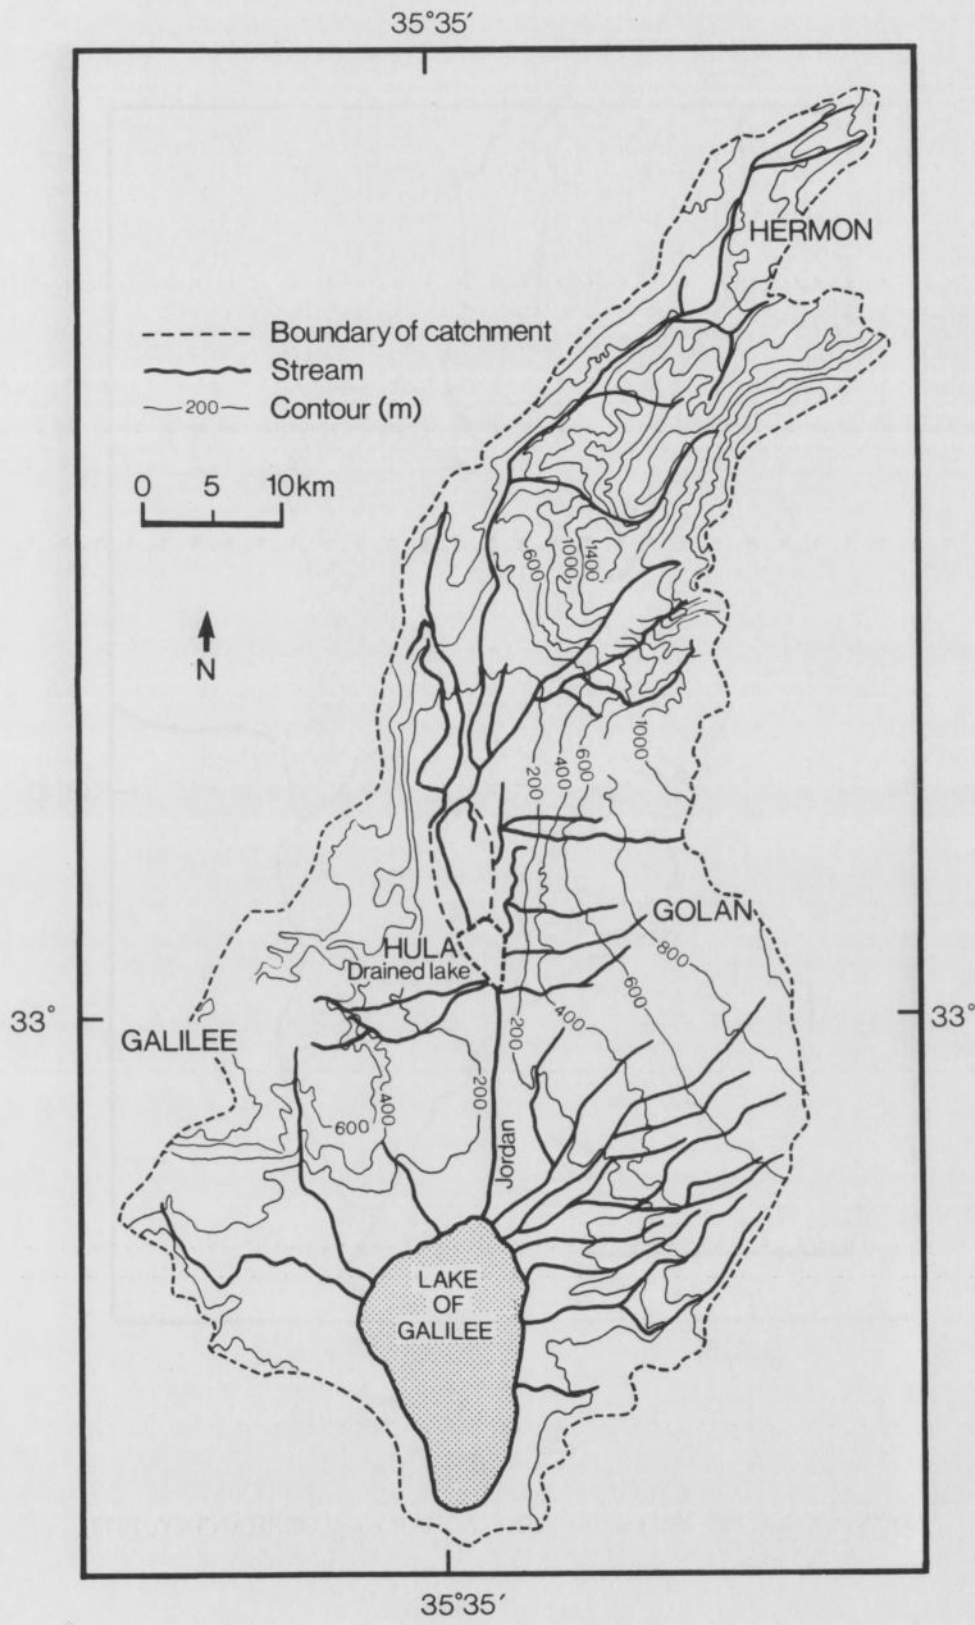 35°35′
HERMON
Boundary of catchment
Stream
200
Contour (m)
0 5 10km
N
600
1000
1400
1000
200
400
600
GOLAN
HULA
Drained lake
800
600
400
200
33°
33°
GALILEE
200
400
600
Jordan
LAKE
OF
GALILEE
35°35′